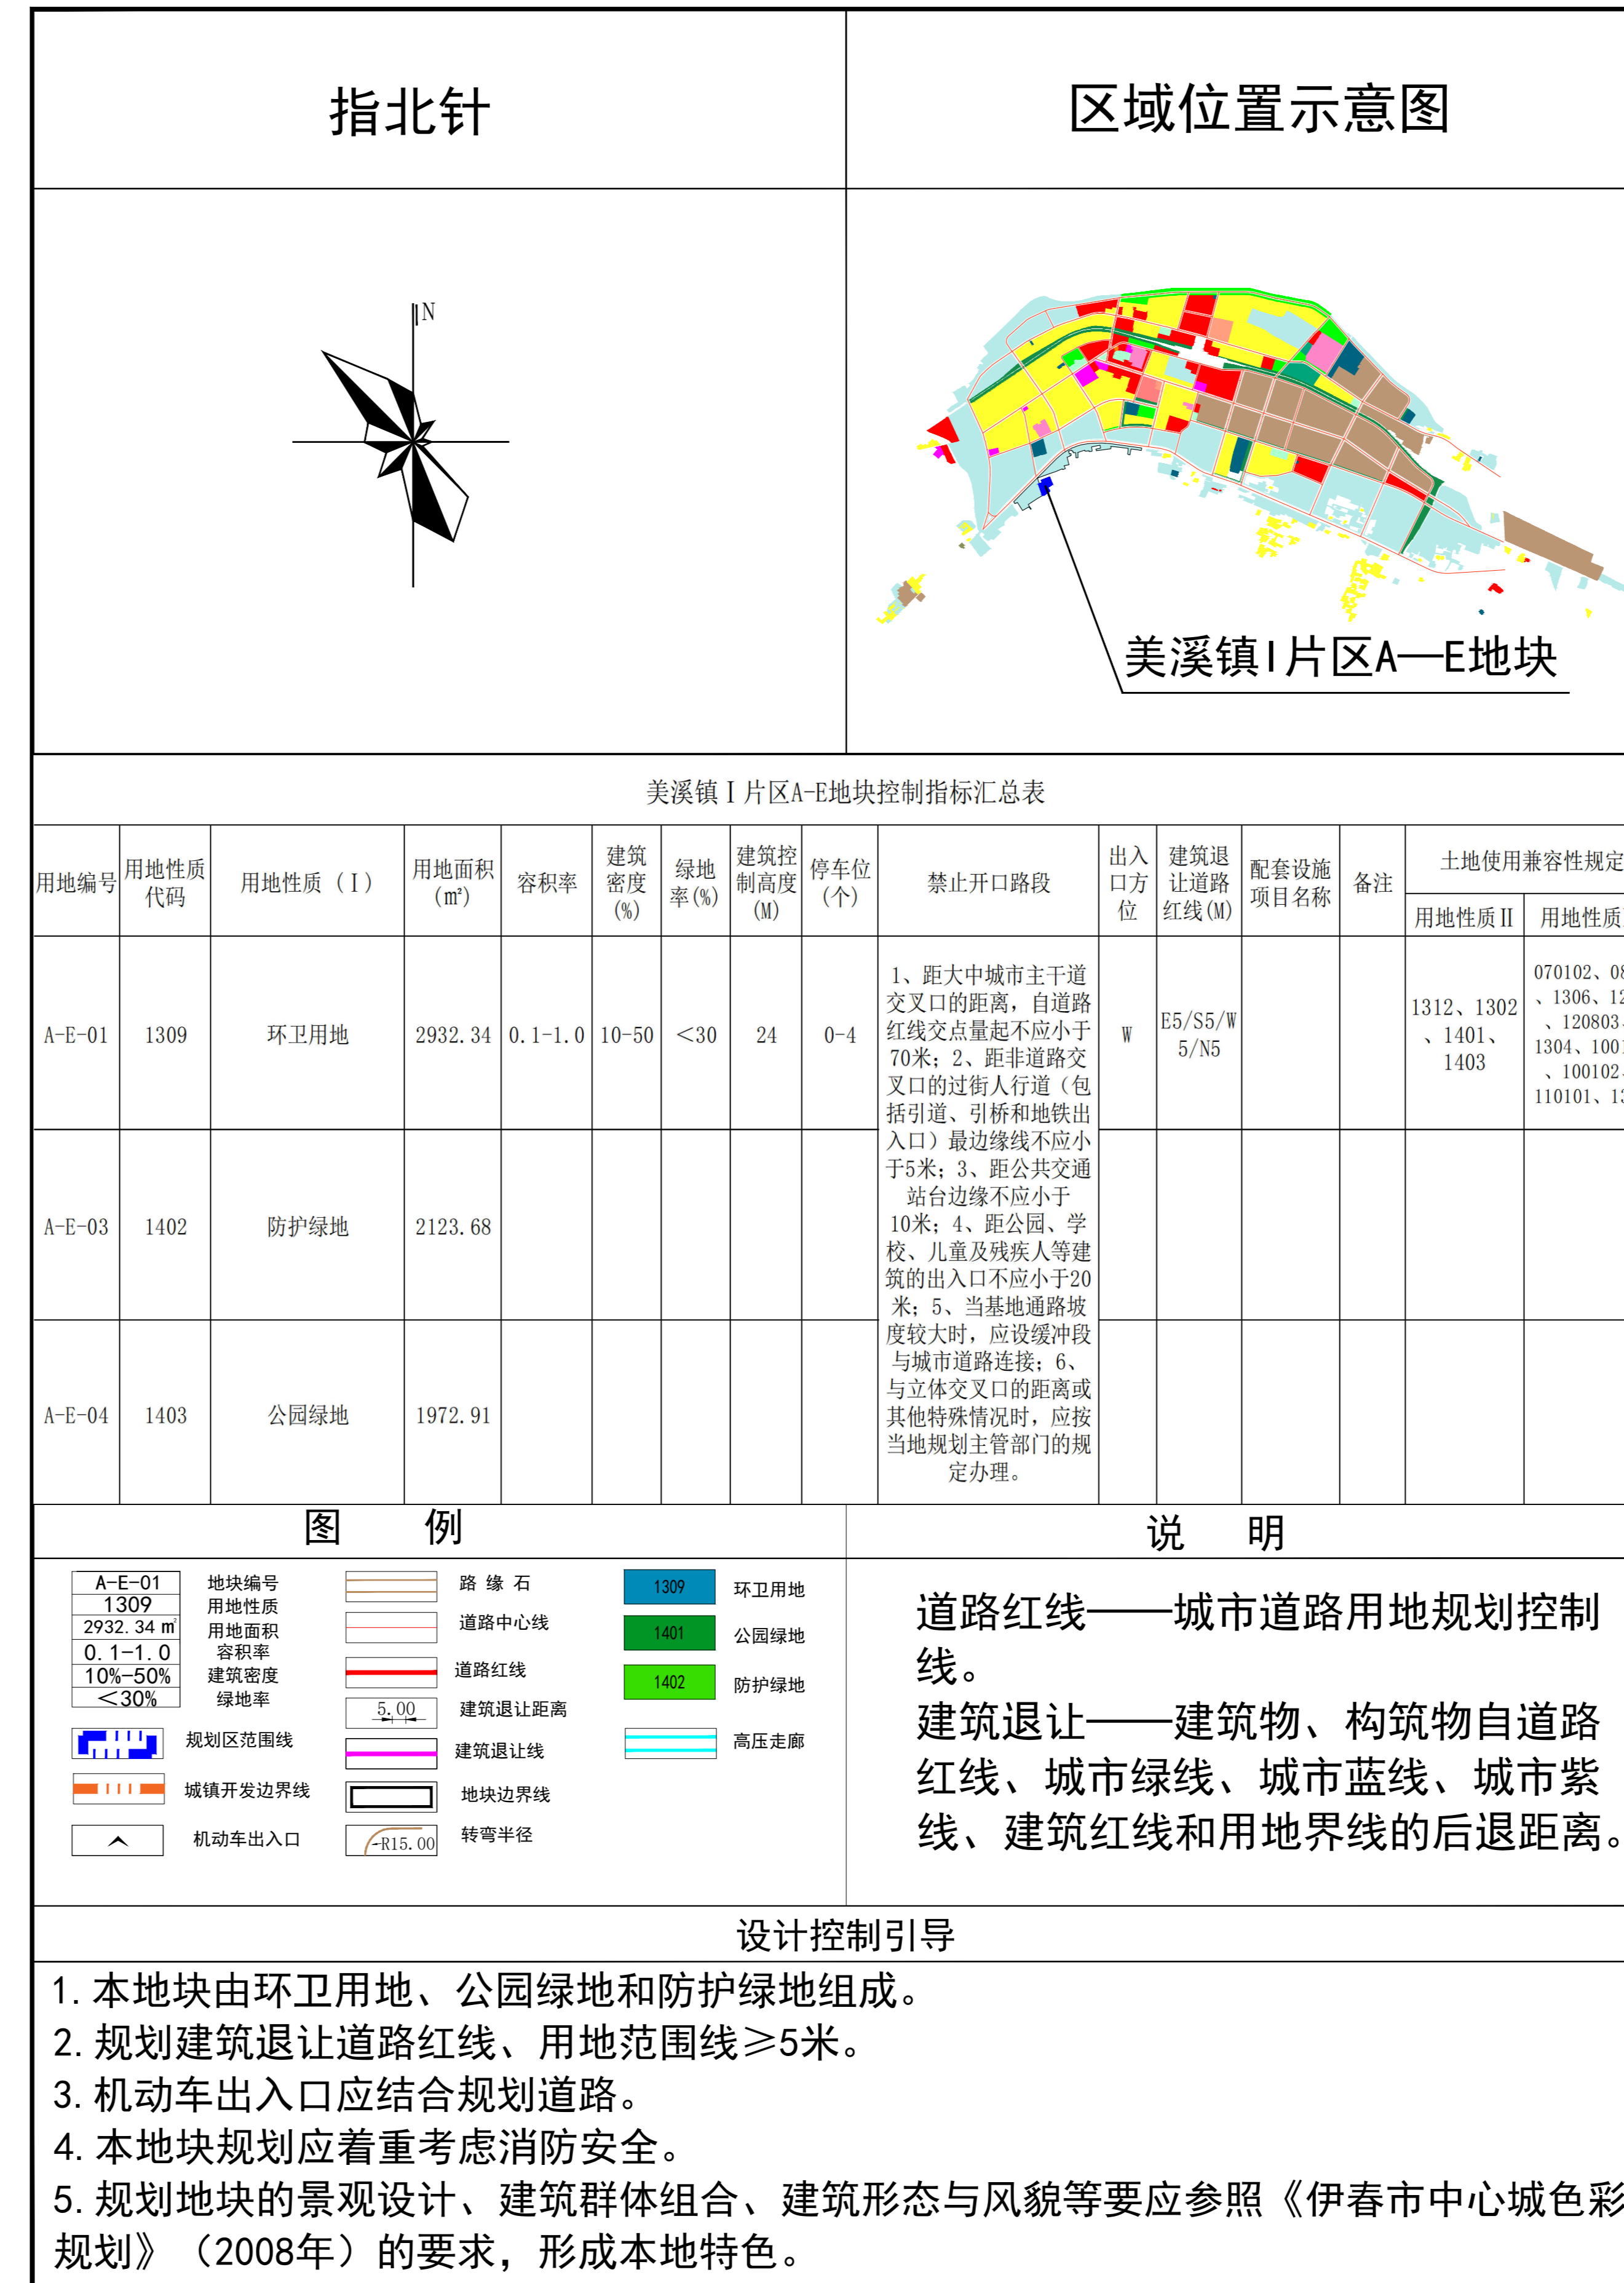 指北针
区域位置示意图
N
美溪镇I片区A—E地块
美溪镇Ⅰ片区A-E地块控制指标汇总表
用地编号
用地性质
代码
用地性质（Ⅰ）
用地面积
(㎡)
容积率
建筑
密度
(%)
绿地
率(%)
建筑控
制高度
(M)
停车位
(个)
禁止开口路段
出入
口方
位
建筑退
让道路
红线(M)
配套设施
项目名称
备注
土地使用兼容性规定
用地性质Ⅱ
用地性质
A-E-01
1309
环卫用地
2932.34
0.1-1.0
10-50
＜30
24
0-4
1、距大中城市主干道
交叉口的距离，自道路
红线交点量起不应小于
70米；2、距非道路交
叉口的过街人行道（包
括引道、引桥和地铁出
入口）最边缘线不应小
于5米；3、距公共交通
站台边缘不应小于
10米；4、距公园、学
校、儿童及残疾人等建
筑的出入口不应小于20
米；5、当基地通路坡
度较大时，应设缓冲段
与城市道路连接；6、
与立体交叉口的距离或
其他特殊情况时，应按
当地规划主管部门的规
定办理。
W
E5/S5/W
5/N5
1312、1302
、1401、
1403
070102、08
、1306、12
、120803
1304、100
、100102
110101、13
A-E-03
1402
防护绿地
2123.68
A-E-04
1403
公园绿地
1972.91
图 例
A-E-01 地块编号
1309 用地性质
2932.34 ㎡ 用地面积
0.1-1.0 容积率
10%-50% 建筑密度
＜30% 绿地率
规划区范围线
城镇开发边界线
机动车出入口
路 缘 石
道路中心线
道路红线
5.00 建筑退让距离
建筑退让线
地块边界线
R15.00 转弯半径
1309 环卫用地
1401 公园绿地
1402 防护绿地
高压走廊
说 明
道路红线——城市道路用地规划控制
线。
建筑退让——建筑物、构筑物自道路
红线、城市绿线、城市蓝线、城市紫
线、建筑红线和用地界线的后退距离。
设计控制引导
1.本地块由环卫用地、公园绿地和防护绿地组成。
2.规划建筑退让道路红线、用地范围线≥5米。
3.机动车出入口应结合规划道路。
4.本地块规划应着重考虑消防安全。
5.规划地块的景观设计、建筑群体组合、建筑形态与风貌等要应参照《伊春市中心城色彩
规划》（2008年）的要求，形成本地特色。